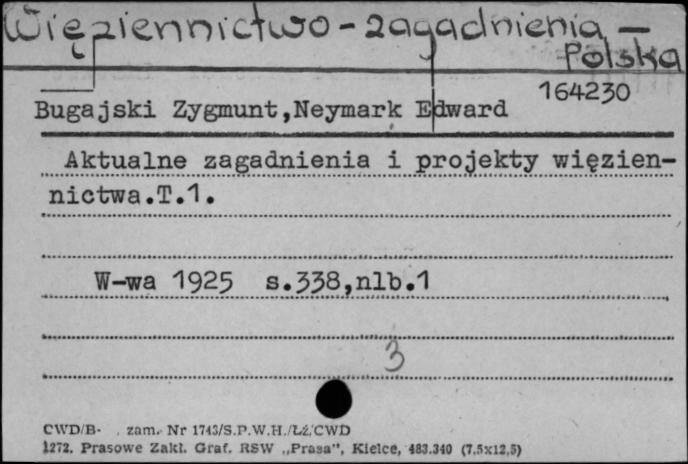 Więziennictwo - zagadnienia -
Polska
164230
Bugajski Zygmunt,Neymark Edward
Aktualne zagadnienia i projekty więzien-
nictwa.T.1.
W-wa 1925 s.338,nlb.1
3
CWD/B- zam. Nr 1743/S.P.W.H./ŁŹ/CWD
1272. Prasowe Zakł. Graf. RSW „Prasa", Kielce, 483.340 (7,5x12,5)